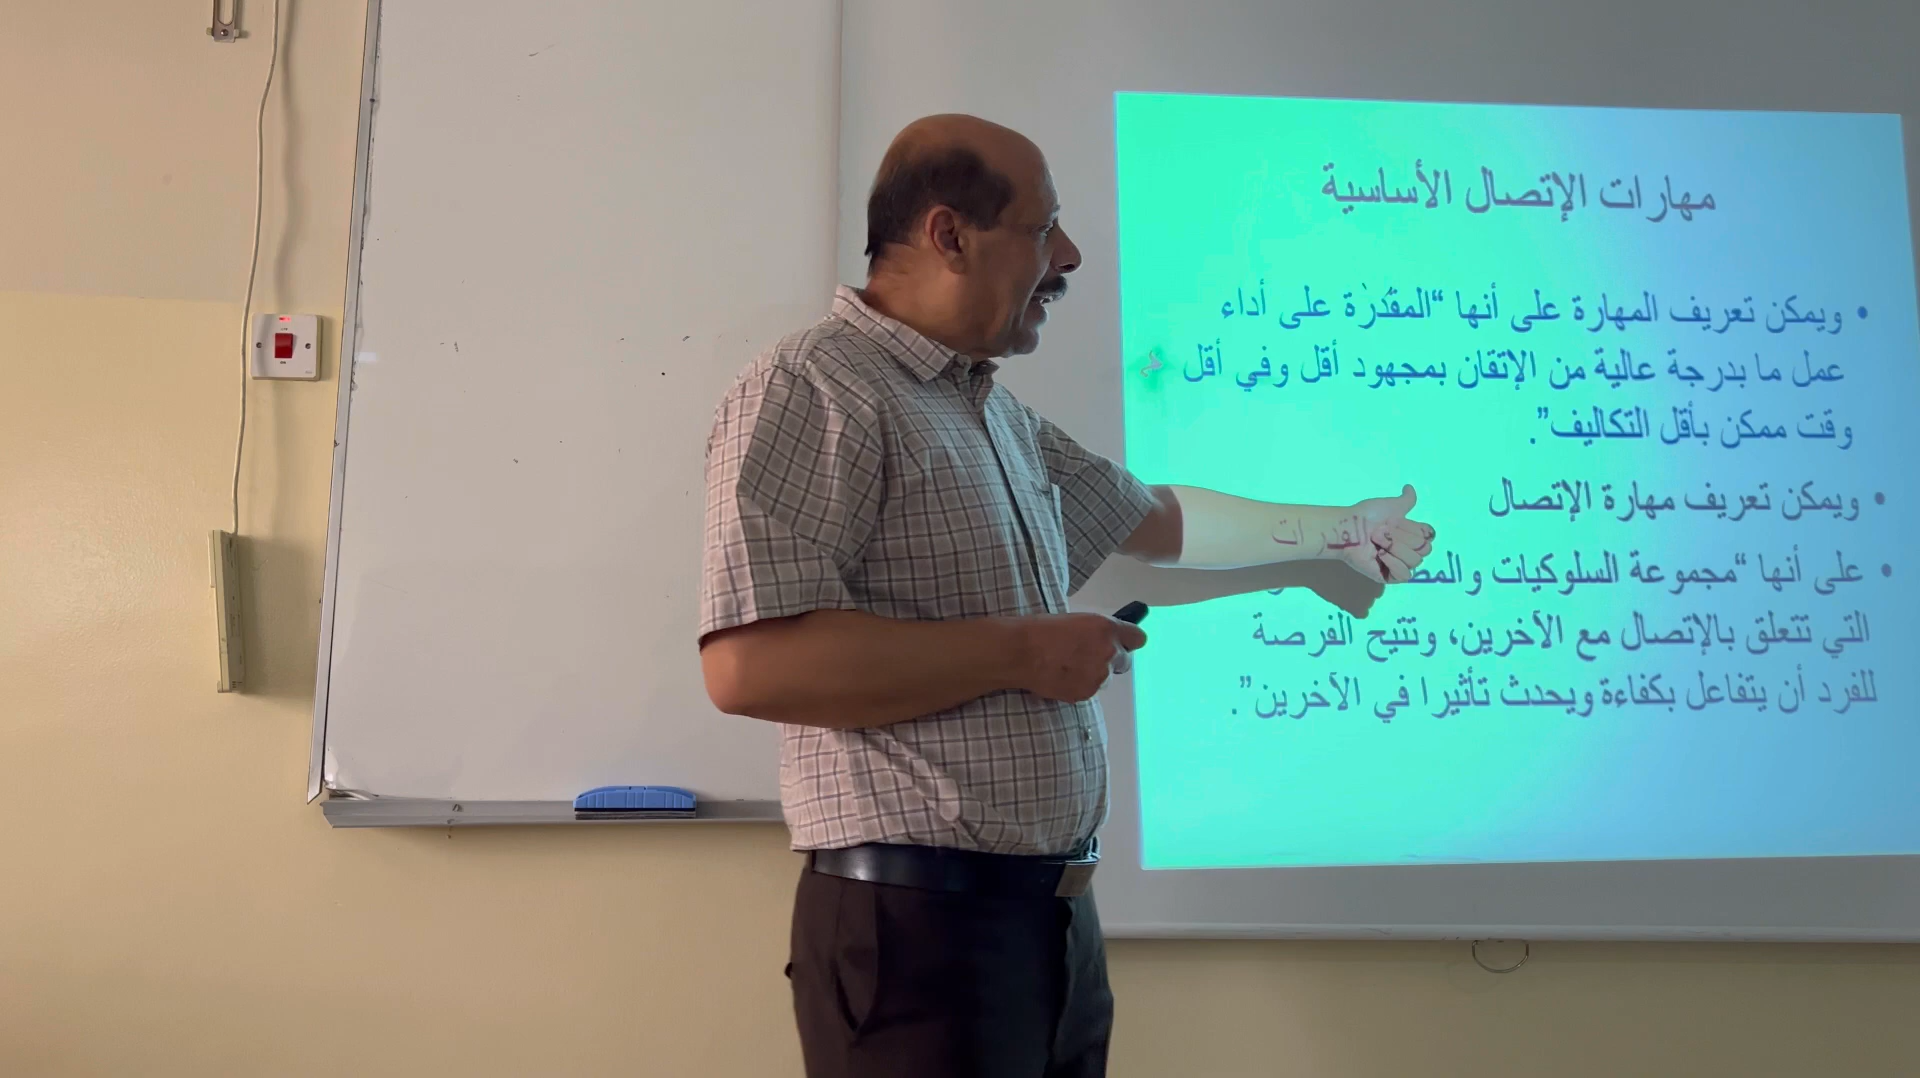 مهارات الإتصال الأساسية
• ويمكن تعريف المهارة على أنها “المقدرة على أداء
عمل ما بدرجة عالية من الإتقان بمجهود أقل وفي أقل
وقت ممكن بأقل التكاليف”.
• ويمكن تعريف مهارة الإتصال
• على أنها “مجموعة السلوكيات القدرات
التي تتعلق بالإتصال مع الآخرين، وتتيح الفرصة
للفرد أن يتفاعل بكفاءة ويحدث تأثيرا في الآخرين”.